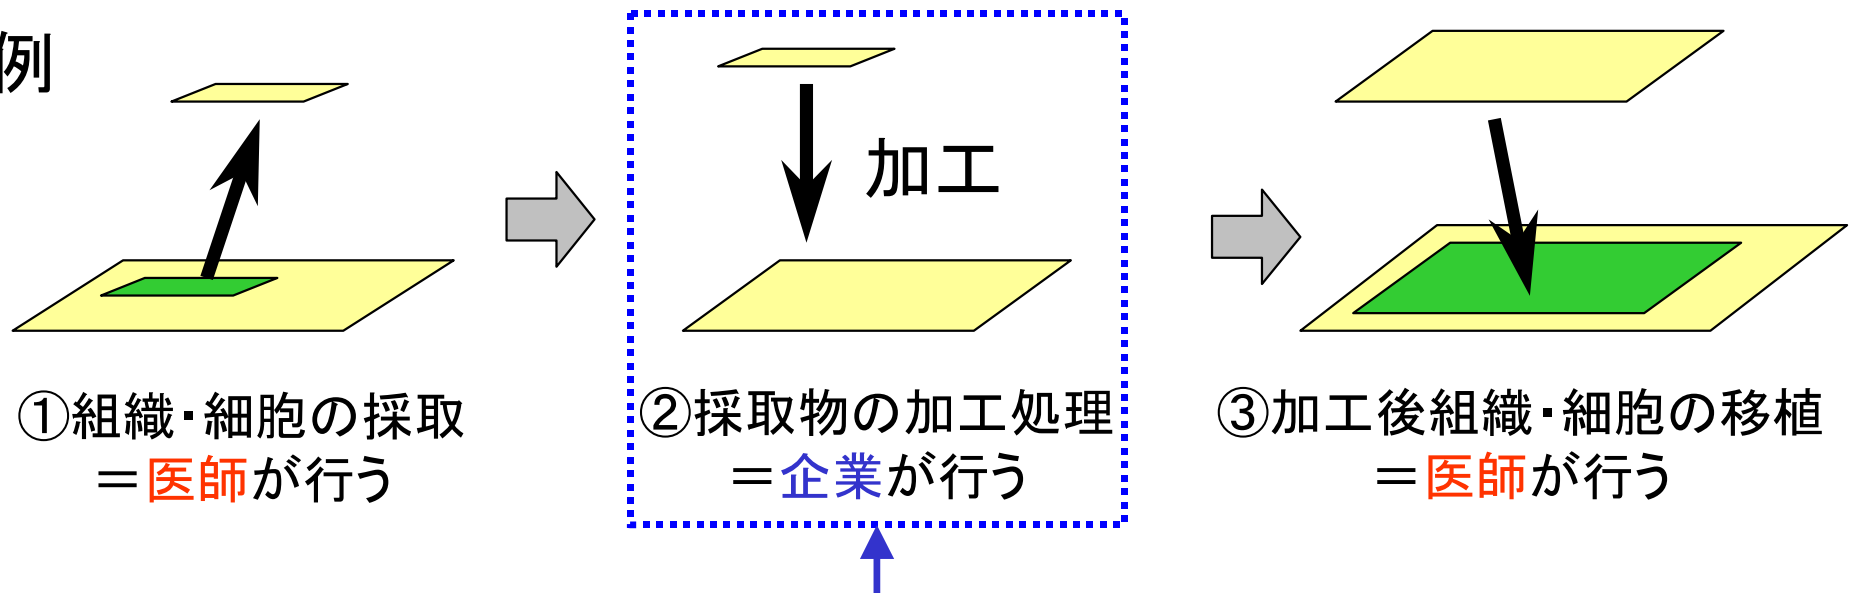 例
加工
①組織・細胞の採取
＝医師が行う
②採取物の加工処理
＝企業が行う
③加工後組織・細胞の移植
＝医師が行う